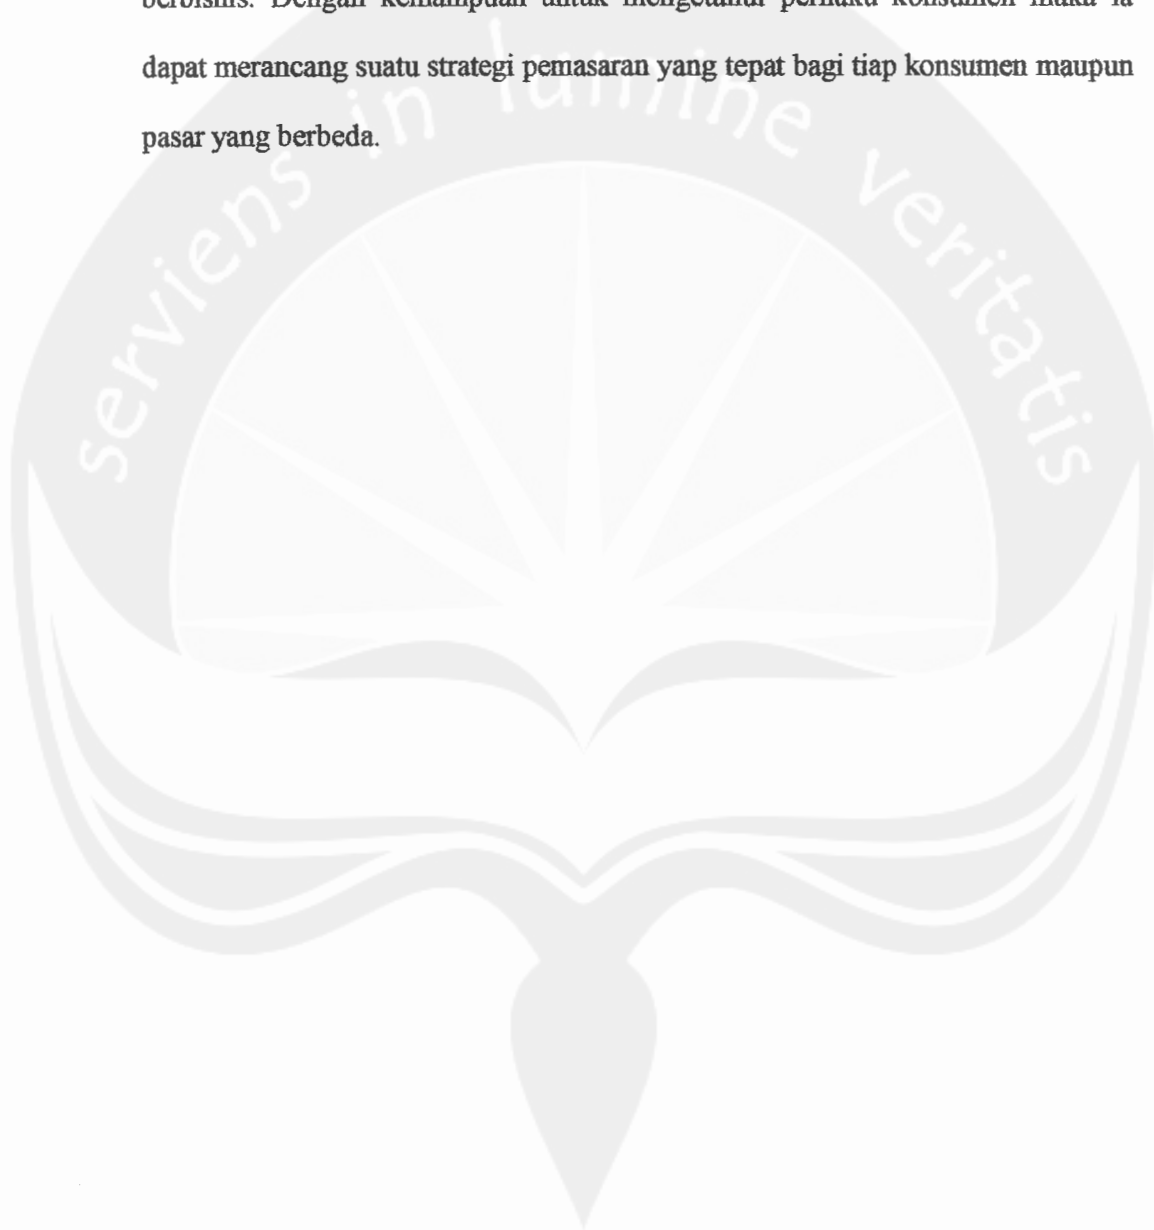 berbisnis. Dengan kemampuan untuk mengetahui perilaku konsumen maka ia
dapat merancang suatu strategi pemasaran yang tepat bagi tiap konsumen maupun
pasar yang berbeda.
serviens in lumine veritatis